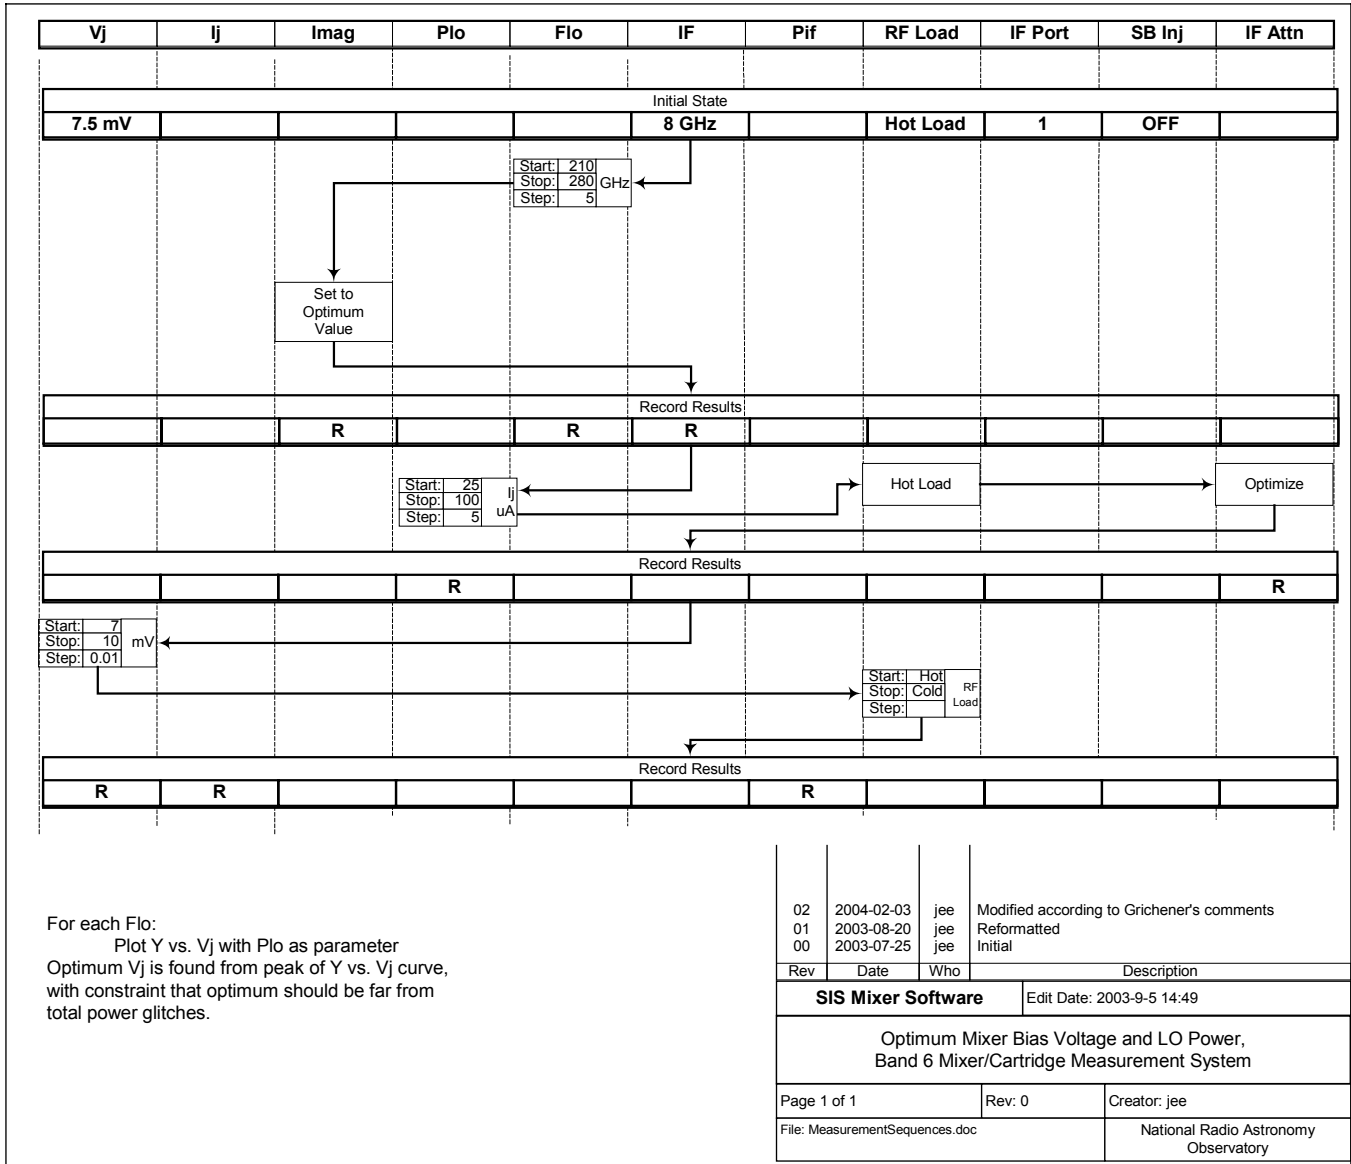 Vj Ij Imag Plo Flo IF Pif RF Load IF Port SB Inj IF Attn
Initial State
7.5 mV 8 GHz Hot Load 1 OFF
Start: 210
Stop: 280 GHz
Step: 5
Set to
Optimum
Value
Record Results
R R R
Start: 25 Ij
Stop: 100
Step: 5 uA
Hot Load
Optimize
Record Results
R R
Start: 7
Stop: 10 mV
Step: 0.01
Start: Hot RF
Stop: Cold Load
Step:
Record Results
R R R
For each Flo:
Plot Y vs. Vj with Plo as parameter
Optimum Vj is found from peak of Y vs. Vj curve,
with constraint that optimum should be far from
total power glitches.
02 2004-02-03 jee Modified according to Grichener's comments
01 2003-08-20 jee Reformatted
00 2003-07-25 jee Initial
Rev Date Who Description
SIS Mixer Software Edit Date: 2003-9-5 14:49
Optimum Mixer Bias Voltage and LO Power,
Band 6 Mixer/Cartridge Measurement System
Page 1 of 1 Rev: 0 Creator: jee
File: MeasurementSequences.doc National Radio Astronomy
Observatory